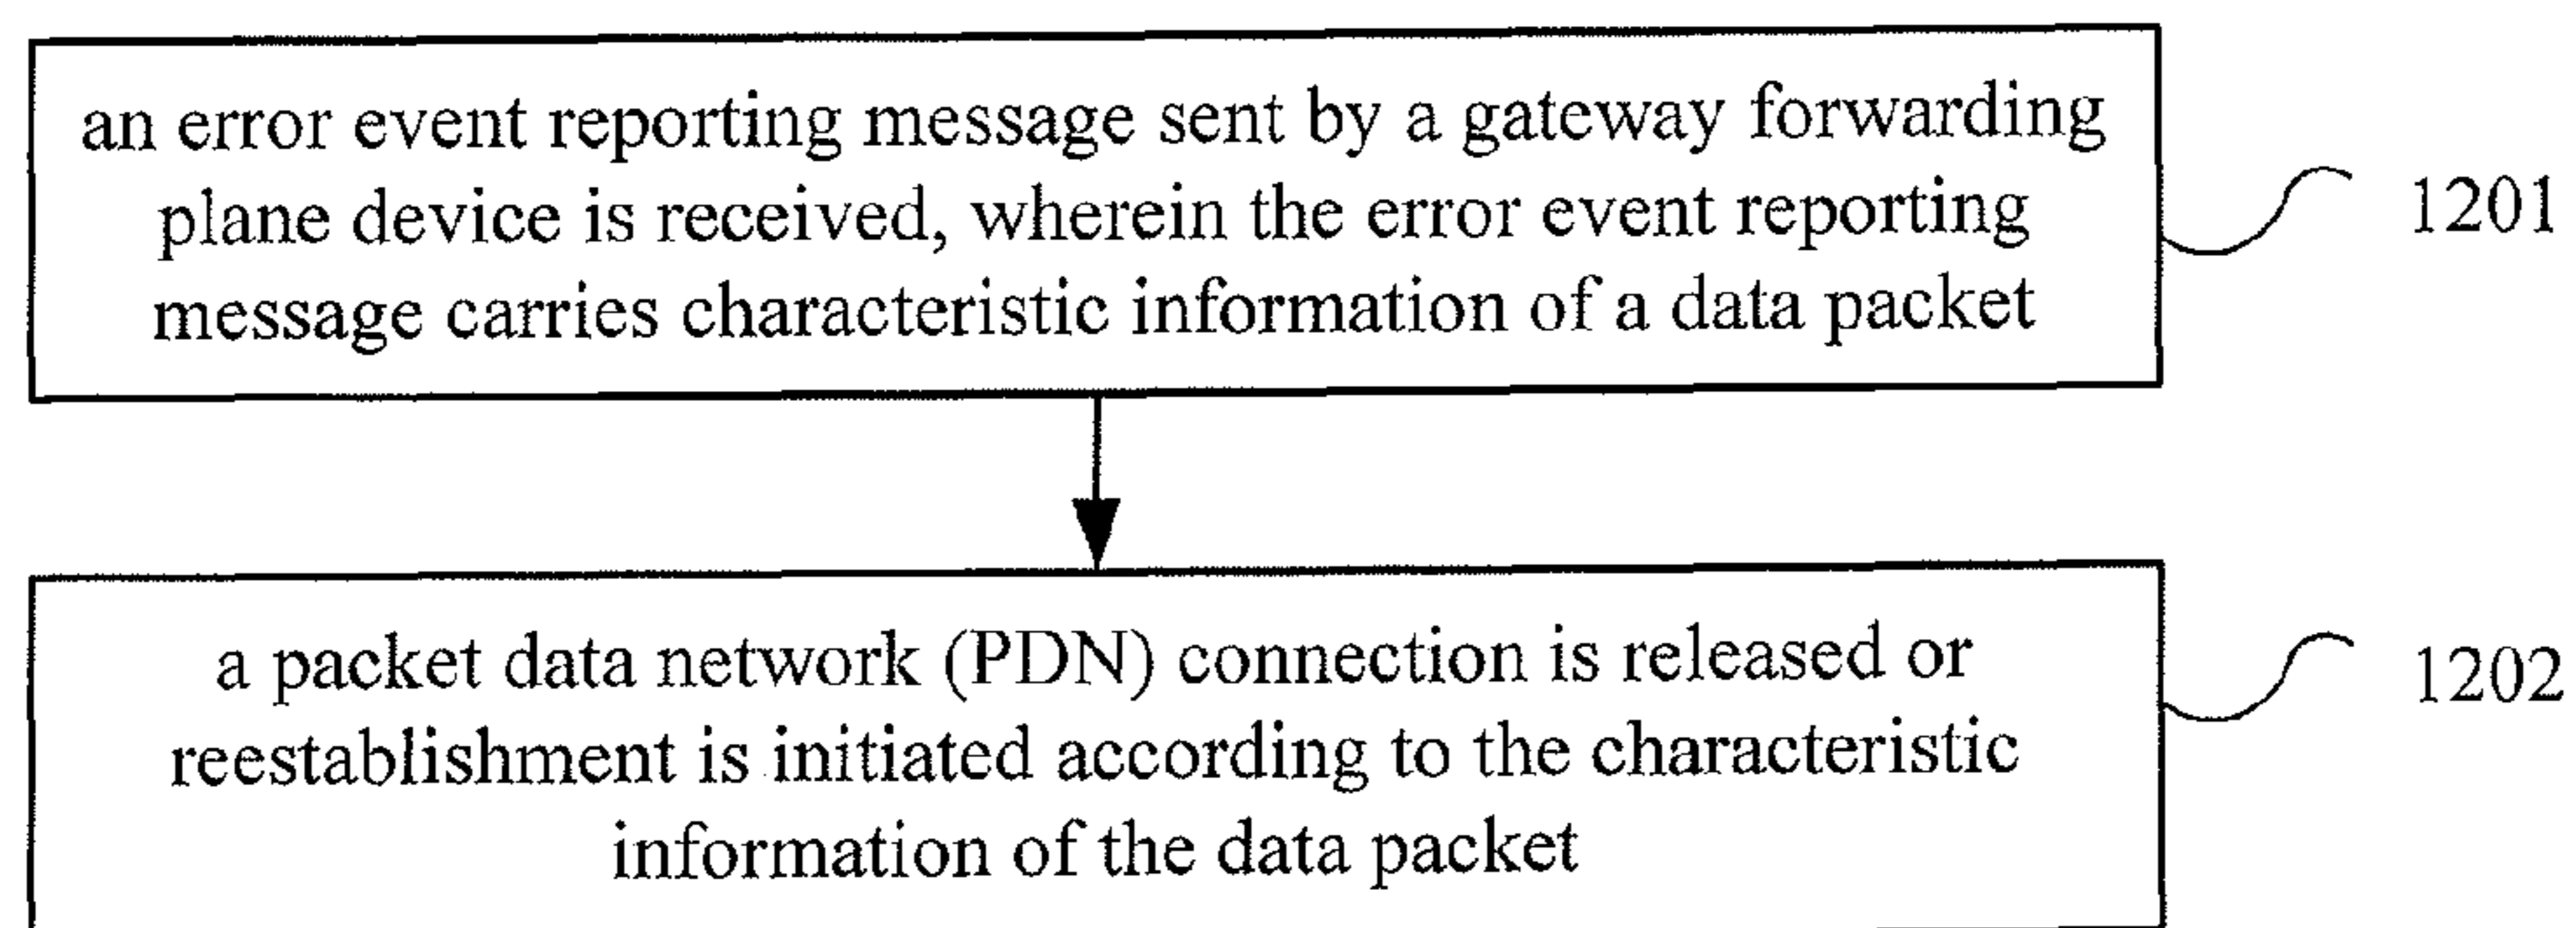 an error event reporting message sent by a gateway forwarding
plane device is received, wherein the error event reporting
message carries characteristic information of a data packet
1201
a packet data network (PDN) connection is released or
reestablishment is initiated according to the characteristic
information of the data packet
1202